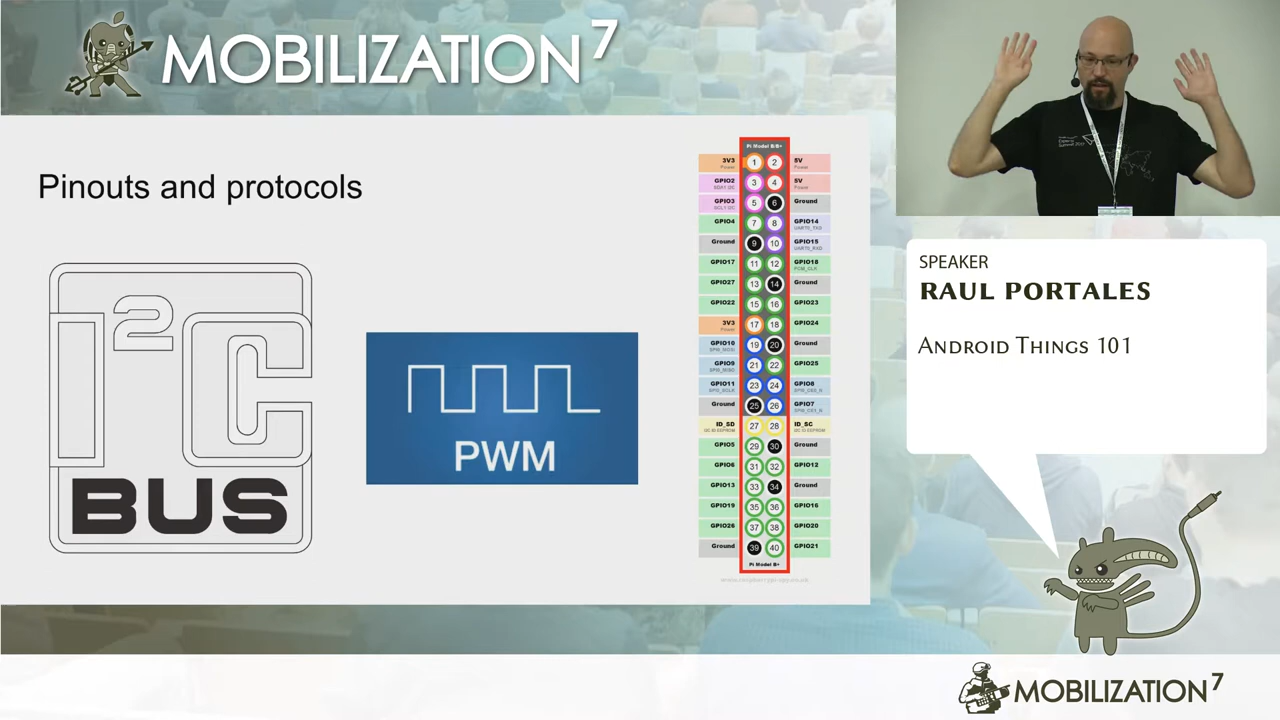 MOBILIZATION 7
Pinouts and protocols
I2C
BUS
PWM
Pi Model B/B+
3V3 Power 1 2 5V Power
GPIO2 SDA1 I2C 3 4 5V Power
GPIO3 SCL1 I2C 5 6 Ground
GPIO4 7 8 GPIO14 UART0_TXD
Ground 9 10 GPIO15 UART0_RXD
GPIO17 11 12 GPIO18 PCM_CLK
GPIO27 13 14 Ground
GPIO22 15 16 GPIO23
3V3 Power 17 18 GPIO24
GPIO10 SPI0_MOSI 19 20 Ground
GPIO9 SPI0_MISO 21 22 GPIO25
GPIO11 SPI0_SCLK 23 24 GPIO8 SPI0_CE0_N
Ground 25 26 GPIO7 SPI0_CE1_N
ID_SD I2C ID EEPROM 27 28 ID_SC I2C ID EEPROM
GPIO5 29 30 Ground
GPIO6 31 32 GPIO12
GPIO13 33 34 Ground
GPIO19 35 36 GPIO16
GPIO26 37 38 GPIO20
Ground 39 40 GPIO21
Pi Model B+
www.raspberrypi-spy.co.uk
SPEAKER
RAUL PORTALES
ANDROID THINGS 101
MOBILIZATION 7